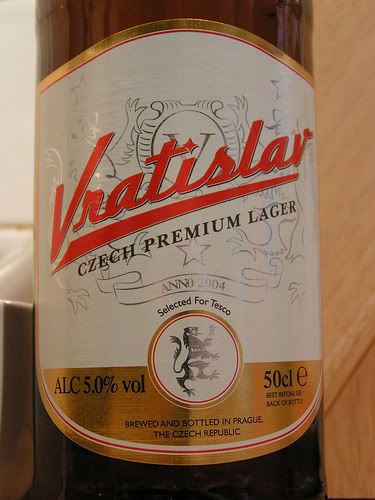 V
Vratislav
CZECH PREMIUM LAGER
ANNO 2004
Selected For Tesco
ALC 5.0% vol
50cl e
BEST BEFORE: SEE
BACK OF BOTTLE
BREWED AND BOTTLED IN PRAGUE,
THE CZECH REPUBLIC